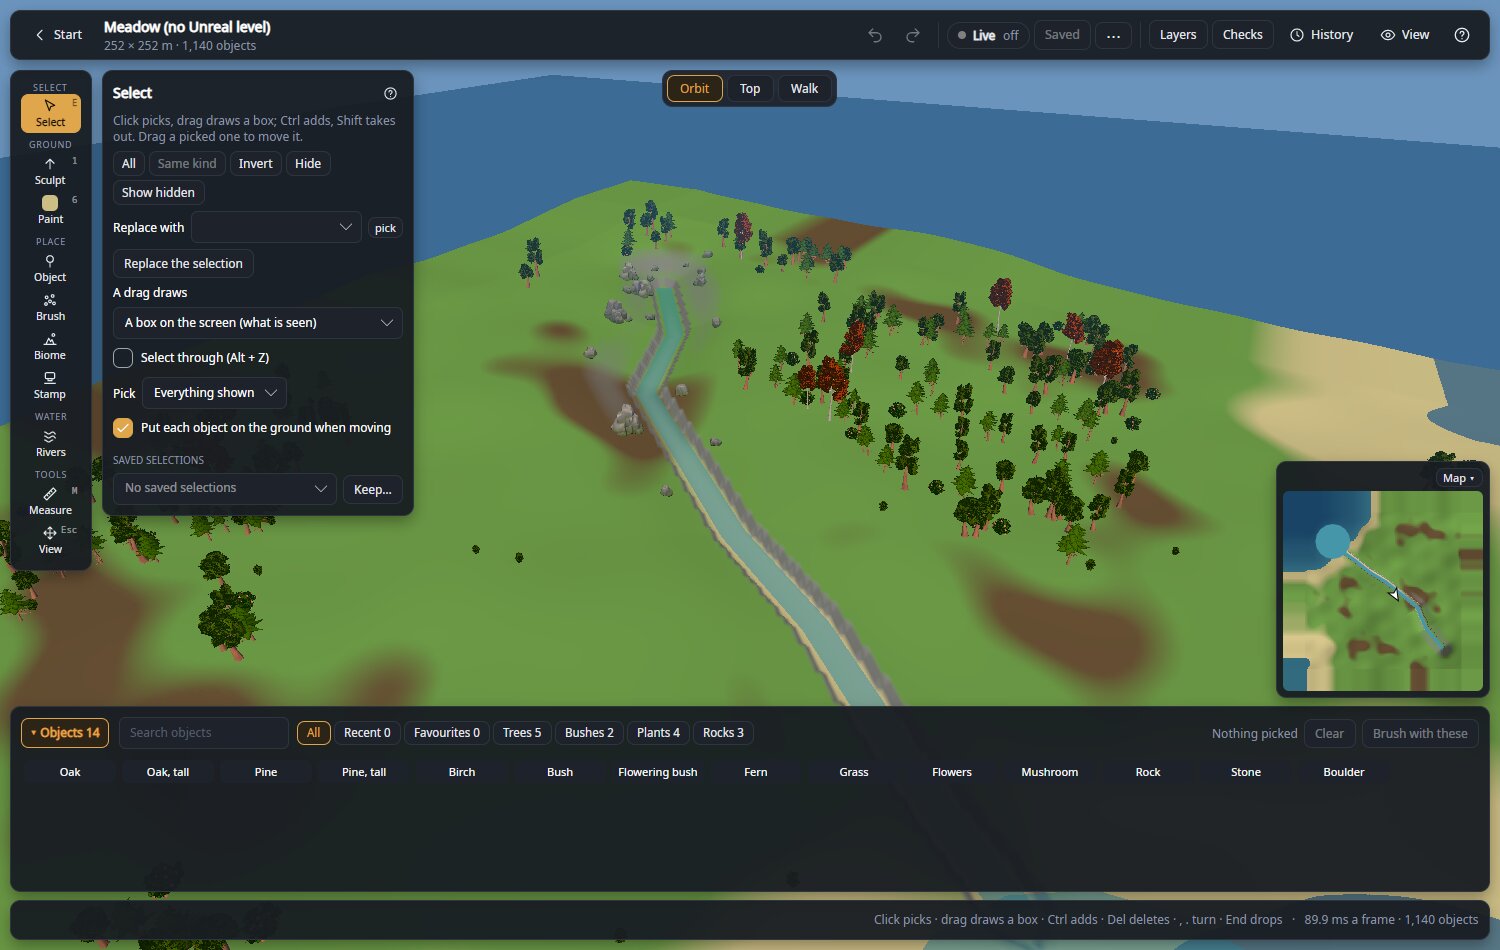 Start
Meadow (no Unreal level)
252 × 252 m · 1,140 objects
Live off
Saved
...
Layers
Checks
History
View
SELECT
E
Select
GROUND
1
Sculpt
6
Paint
PLACE
Object
Brush
Biome
Stamp
WATER
Rivers
TOOLS
M
Measure
Esc
View
Select
Click picks, drag draws a box; Ctrl adds, Shift takes
out. Drag a picked one to move it.
All
Same kind
Invert
Hide
Show hidden
Replace with
pick
Replace the selection
A drag draws
A box on the screen (what is seen)
Select through (Alt + Z)
Pick
Everything shown
Put each object on the ground when moving
SAVED SELECTIONS
No saved selections
Keep...
Orbit
Top
Walk
Map
Objects 14
Search objects
All
Recent 0
Favourites 0
Trees 5
Bushes 2
Plants 4
Rocks 3
Nothing picked
Clear
Brush with these
Oak
Oak, tall
Pine
Pine, tall
Birch
Bush
Flowering bush
Fern
Grass
Flowers
Mushroom
Rock
Stone
Boulder
Click picks · drag draws a box · Ctrl adds · Del deletes · , . turn · End drops · 89.9 ms a frame · 1,140 objects